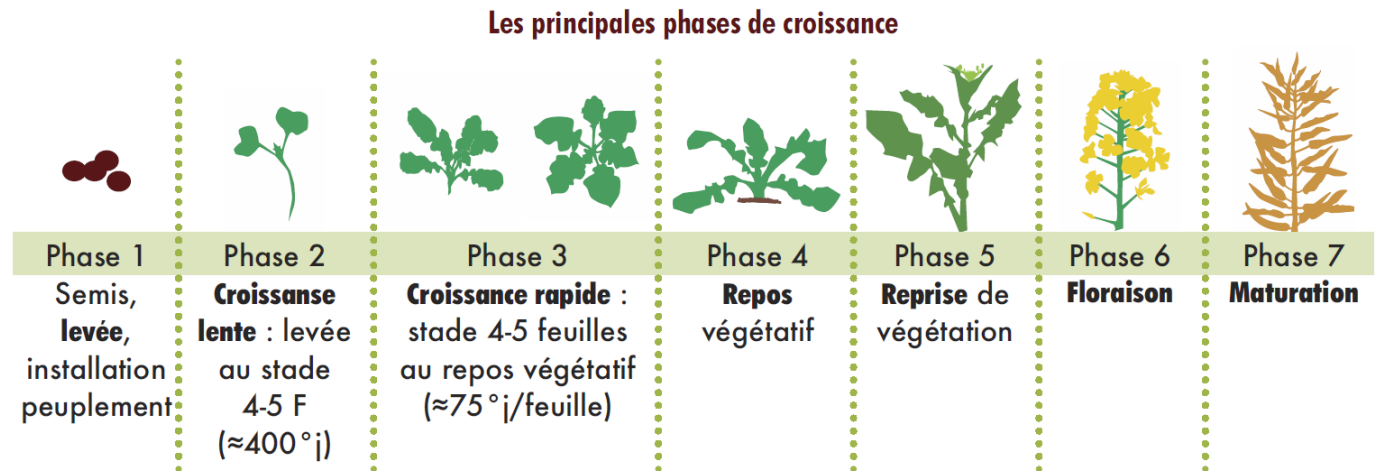 Les principales phases de croissance
Phase 1
Semis,
levée,
installation
peuplement
Phase 2
Croissanse
lente : levée
au stade
4-5 F
(≈400°j)
Phase 3
Croissance rapide :
stade 4-5 feuilles
au repos végétatif
(≈75°j/feuille)
Phase 4
Repos
végétatif
Phase 5
Reprise de
végétation
Phase 6
Floraison
Phase 7
Maturation